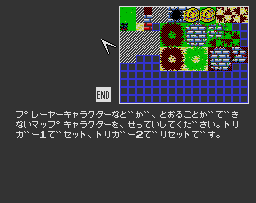 END
プレーヤーキャラクターなどが、とおることができ
ないマップキャラクターを、せっていしてください。トリ
ガー1でセット、トリガー2でリセットです。